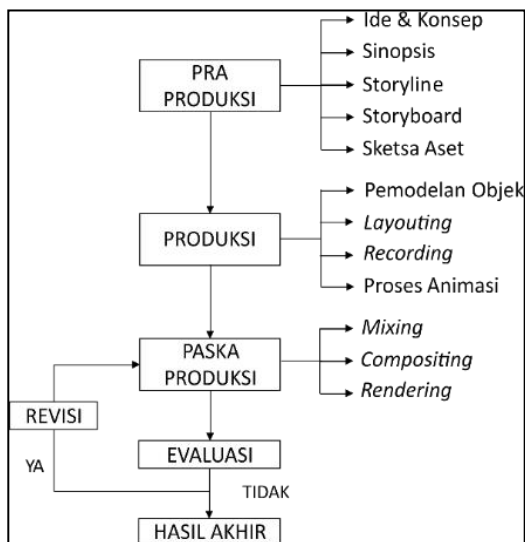 PRA
PRODUKSI
Ide & Konsep
Sinopsis
Storyline
Storyboard
Sketsa Aset
PRODUKSI
Pemodelan Objek
Layouting
Recording
Proses Animasi
PASKA
PRODUKSI
Mixing
Compositing
Rendering
REVISI
YA
EVALUASI
TIDAK
HASIL AKHIR